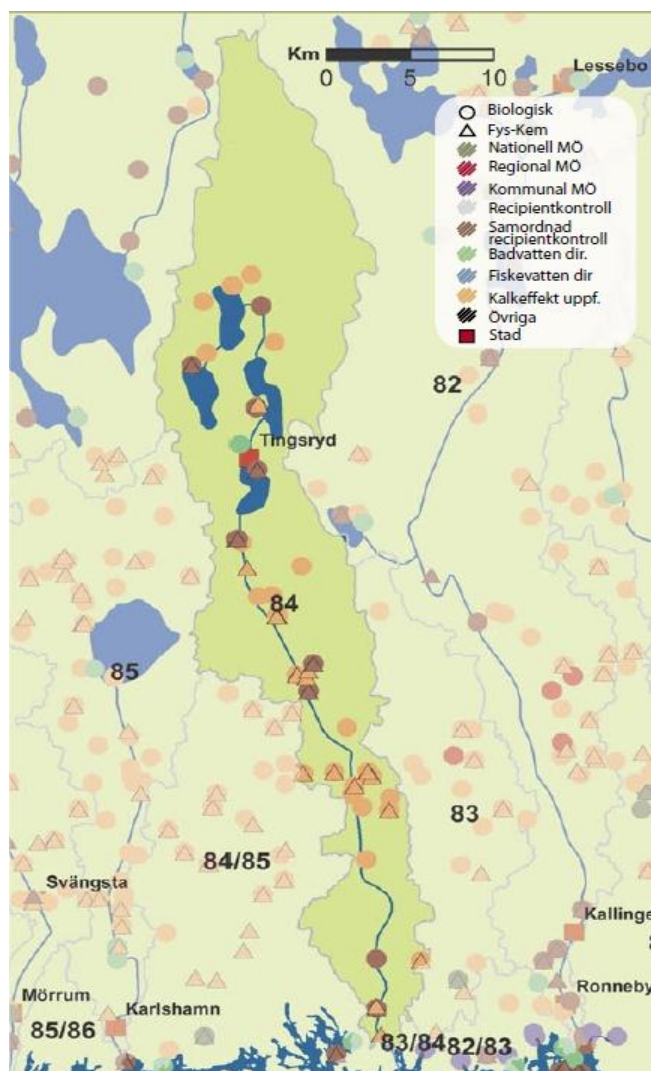 Km
0 5 10
Lessebo
Biologisk
Fys-Kem
Nationell MÖ
Regional MÖ
Kommunal MÖ
Recipientkontroll
Samordnad
recipientkontroll
Badvatten dir.
Fiskevatten dir
Kalkeffekt uppf.
Övriga
Stad
82
Tingsryd
84
85
83
84/85
Svängsta
Kallinge
Mörrum
Karlshamn
Ronneby
85/86
83/84
82/83